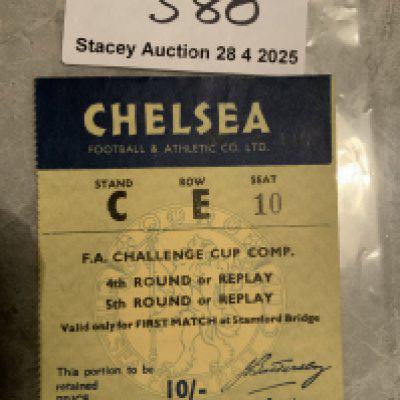 580
Stacey Auction 28 4 2025
CHELSEA
FOOTBALL & ATHLETIC CO. LTD.
STAND ROW SEAT
C E 10
F.A. CHALLENGE CUP COMP.
4th ROUND or REPLAY
5th ROUND or REPLAY
Valid only for FIRST MATCH at Stamford Bridge
This portion to be
retained
PRICE 10/-